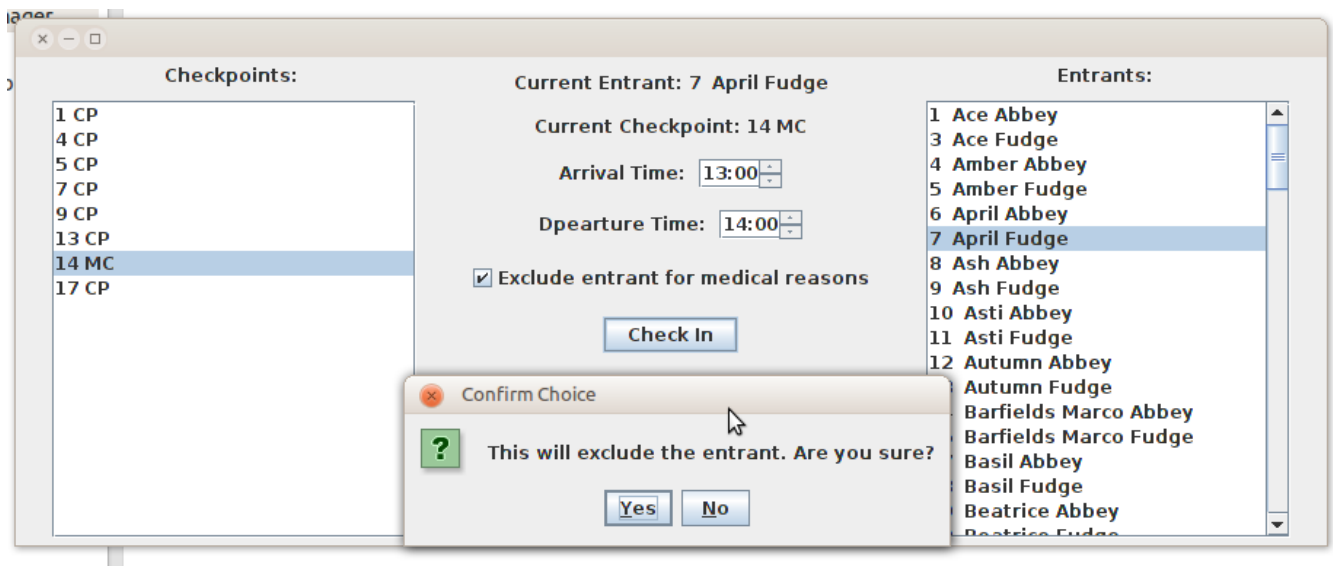 Checkpoints:
1 CP
4 CP
5 CP
7 CP
9 CP
13 CP
14 MC
17 CP
Current Entrant: 7 April Fudge
Current Checkpoint: 14 MC
Arrival Time: 13:00
Dpearture Time: 14:00
Exclude entrant for medical reasons
Check In
Entrants:
1 Ace Abbey
3 Ace Fudge
4 Amber Abbey
5 Amber Fudge
6 April Abbey
7 April Fudge
8 Ash Abbey
9 Ash Fudge
10 Asti Abbey
11 Asti Fudge
12 Autumn Abbey
Autumn Fudge
Barfields Marco Abbey
Barfields Marco Fudge
Basil Abbey
Basil Fudge
Beatrice Abbey
Beatrice Fudge
Confirm Choice
This will exclude the entrant. Are you sure?
Yes No